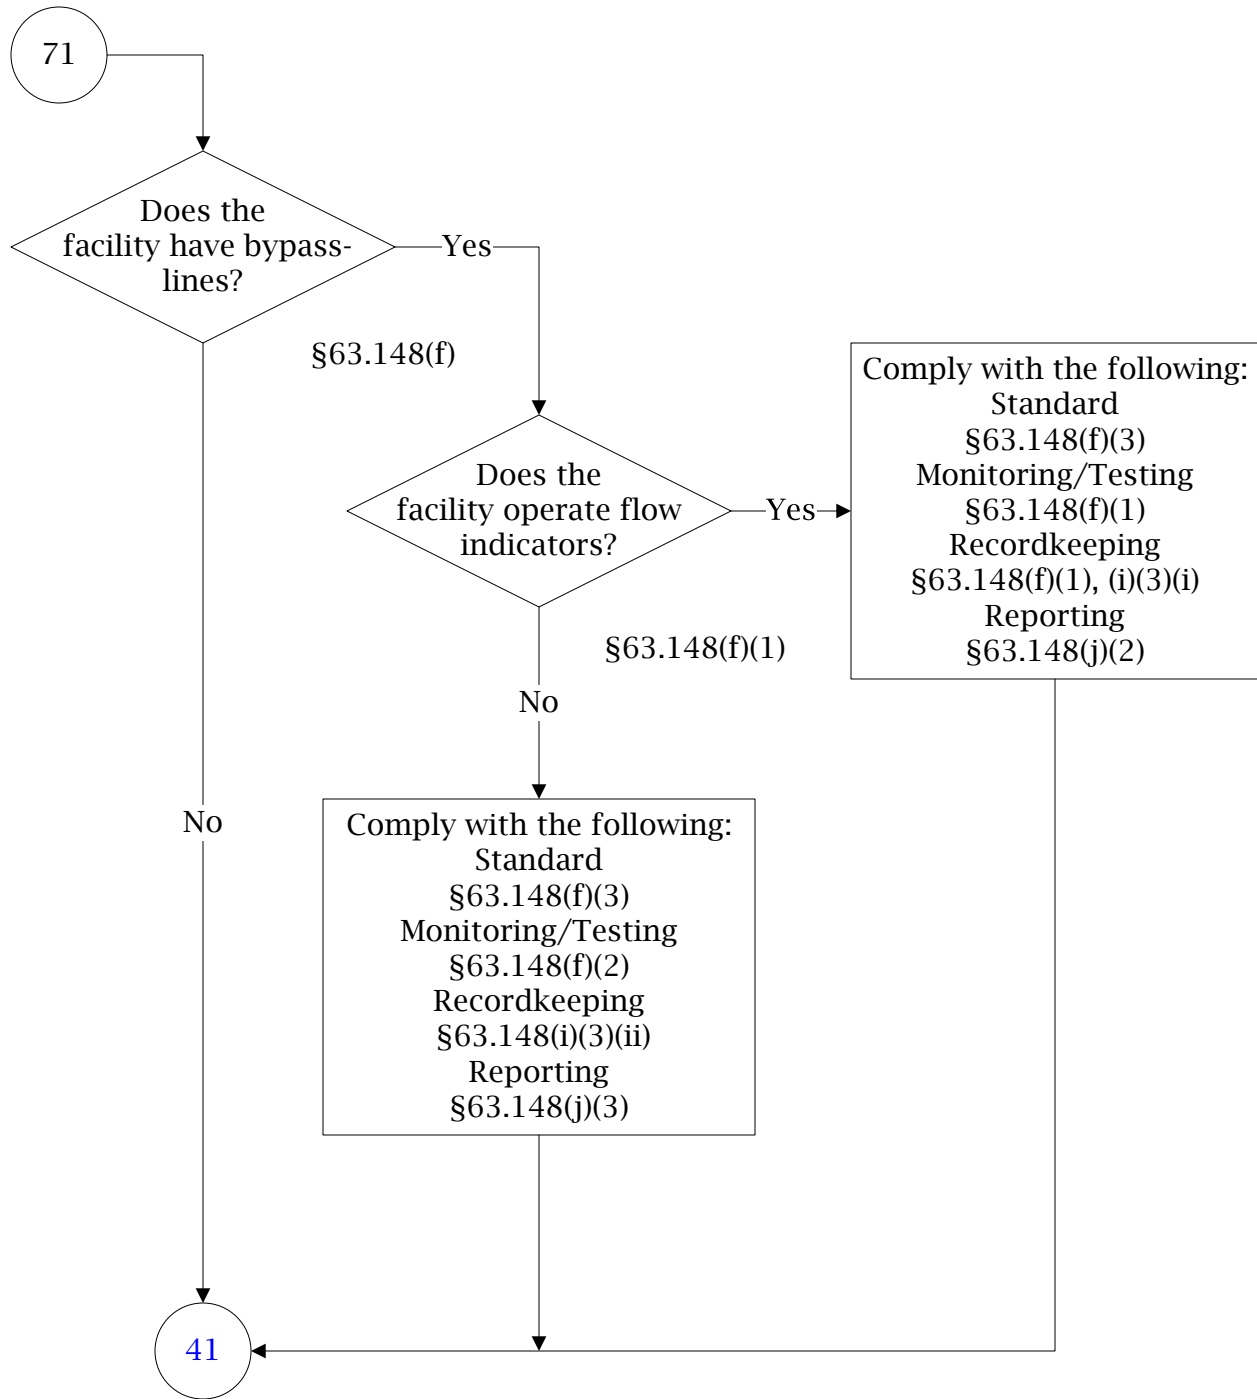 71
Does the
facility have bypass-
lines?
Yes
§63.148(f)
Does the
facility operate flow
indicators?
Yes
Comply with the following:
Standard
§63.148(f)(3)
Monitoring/Testing
§63.148(f)(1)
Recordkeeping
§63.148(f)(1), (i)(3)(i)
Reporting
§63.148(j)(2)
§63.148(f)(1)
No
No
Comply with the following:
Standard
§63.148(f)(3)
Monitoring/Testing
§63.148(f)(2)
Recordkeeping
§63.148(i)(3)(ii)
Reporting
§63.148(j)(3)
41